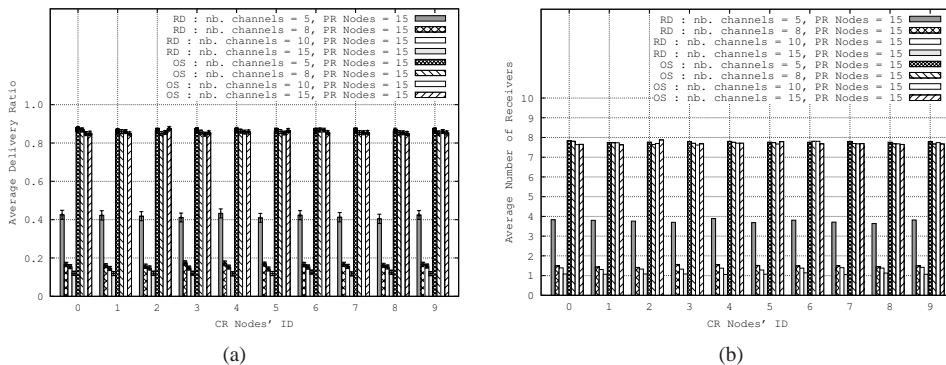 RD : nb. channels = 5, PR Nodes = 15
RD : nb. channels = 8, PR Nodes = 15
RD : nb. channels = 10, PR Nodes = 15
RD : nb. channels = 15, PR Nodes = 15
OS : nb. channels = 5, PR Nodes = 15
OS : nb. channels = 8, PR Nodes = 15
OS : nb. channels = 10, PR Nodes = 15
OS : nb. channels = 15, PR Nodes = 15
Average Delivery Ratio
1.0
0.8
0.6
0.4
0.2
0
0 1 2 3 4 5 6 7 8 9
CR Nodes' ID
(a)
RD : nb. channels = 5, PR Nodes = 15
RD : nb. channels = 8, PR Nodes = 15
RD : nb. channels = 10, PR Nodes = 15
RD : nb. channels = 15, PR Nodes = 15
OS : nb. channels = 5, PR Nodes = 15
OS : nb. channels = 8, PR Nodes = 15
OS : nb. channels = 10, PR Nodes = 15
OS : nb. channels = 15, PR Nodes = 15
Average Number of Receivers
10
9
8
7
6
5
4
3
2
1
0
0 1 2 3 4 5 6 7 8 9
CR Nodes' ID
(b)